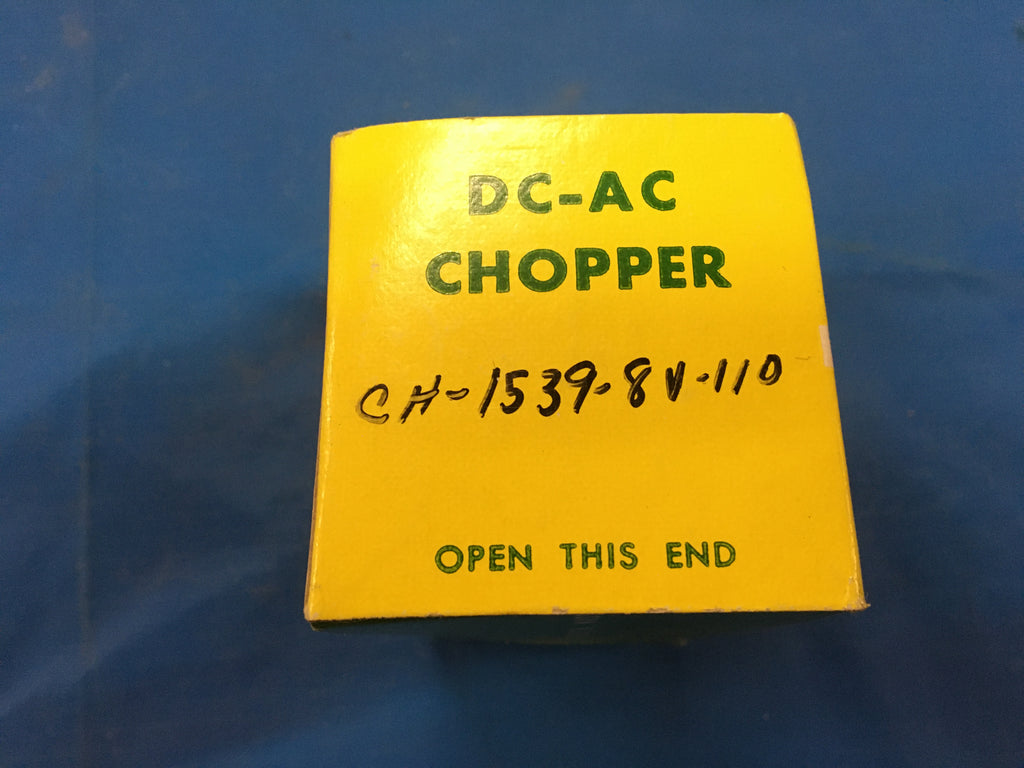 DC-AC
CHOPPER
CH-1539-8V-110
OPEN THIS END